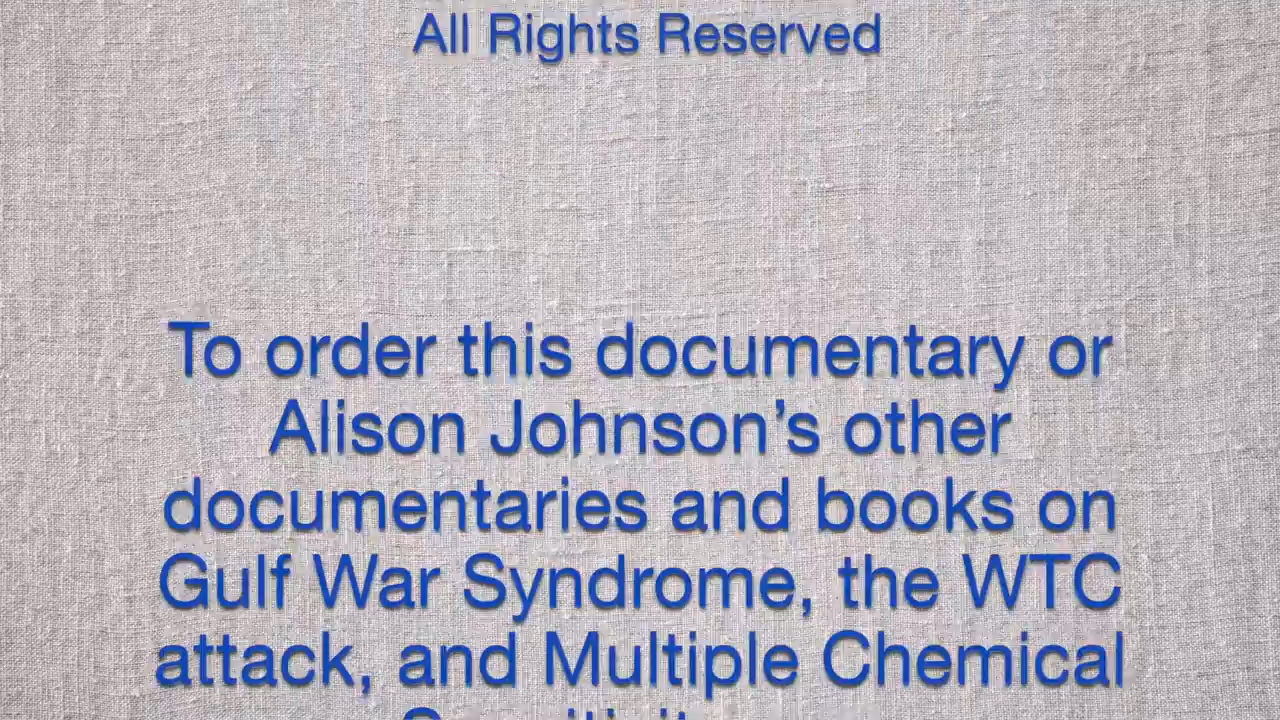 All Rights Reserved
To order this documentary or
Alison Johnson’s other
documentaries and books on
Gulf War Syndrome, the WTC
attack, and Multiple Chemical